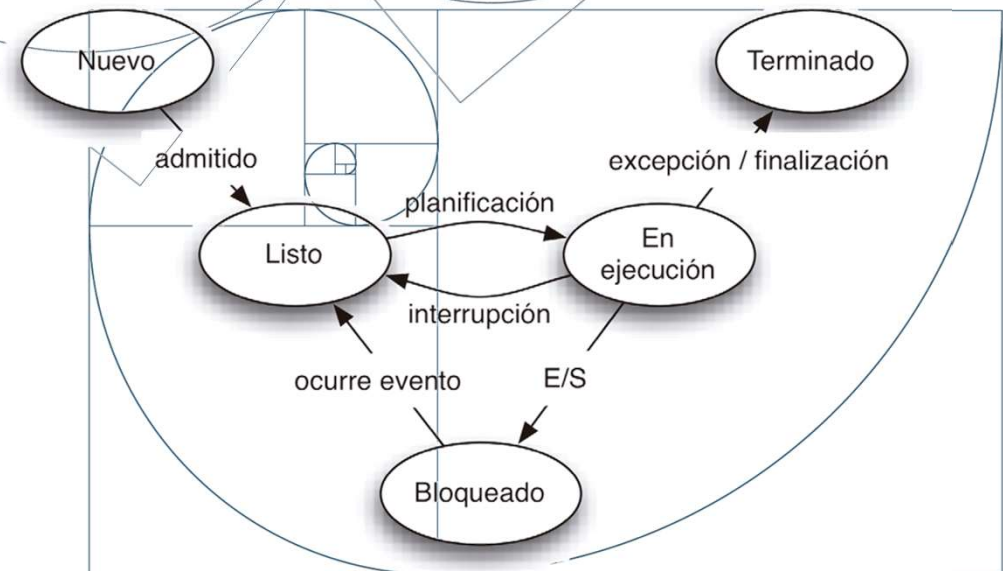 Nuevo
Terminado
admitido
excepción / finalización
planificación
Listo
En
ejecución
interrupción
ocurre evento
E/S
Bloqueado